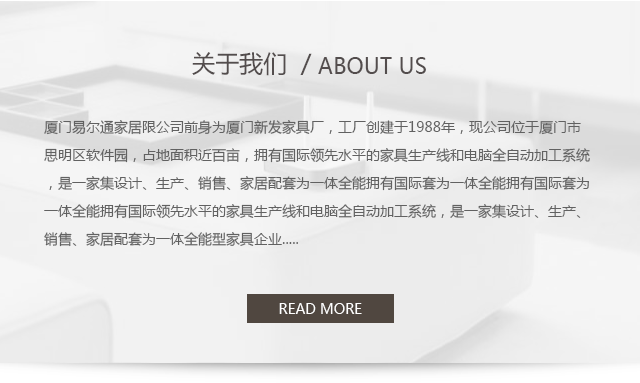 关于我们 / ABOUT US
厦门易尔通家居限公司前身为厦门新发家具厂，工厂创建于1988年，现公司位于厦门市
思明区软件园，占地面积近百亩，拥有国际领先水平的家具生产线和电脑全自动加工系统
，是一家集设计、生产、销售、家居配套为一体全能拥有国际套为一体全能拥有国际套为
一体全能拥有国际领先水平的家具生产线和电脑全自动加工系统，是一家集设计、生产、
销售、家居配套为一体全能型家具企业.....
READ MORE